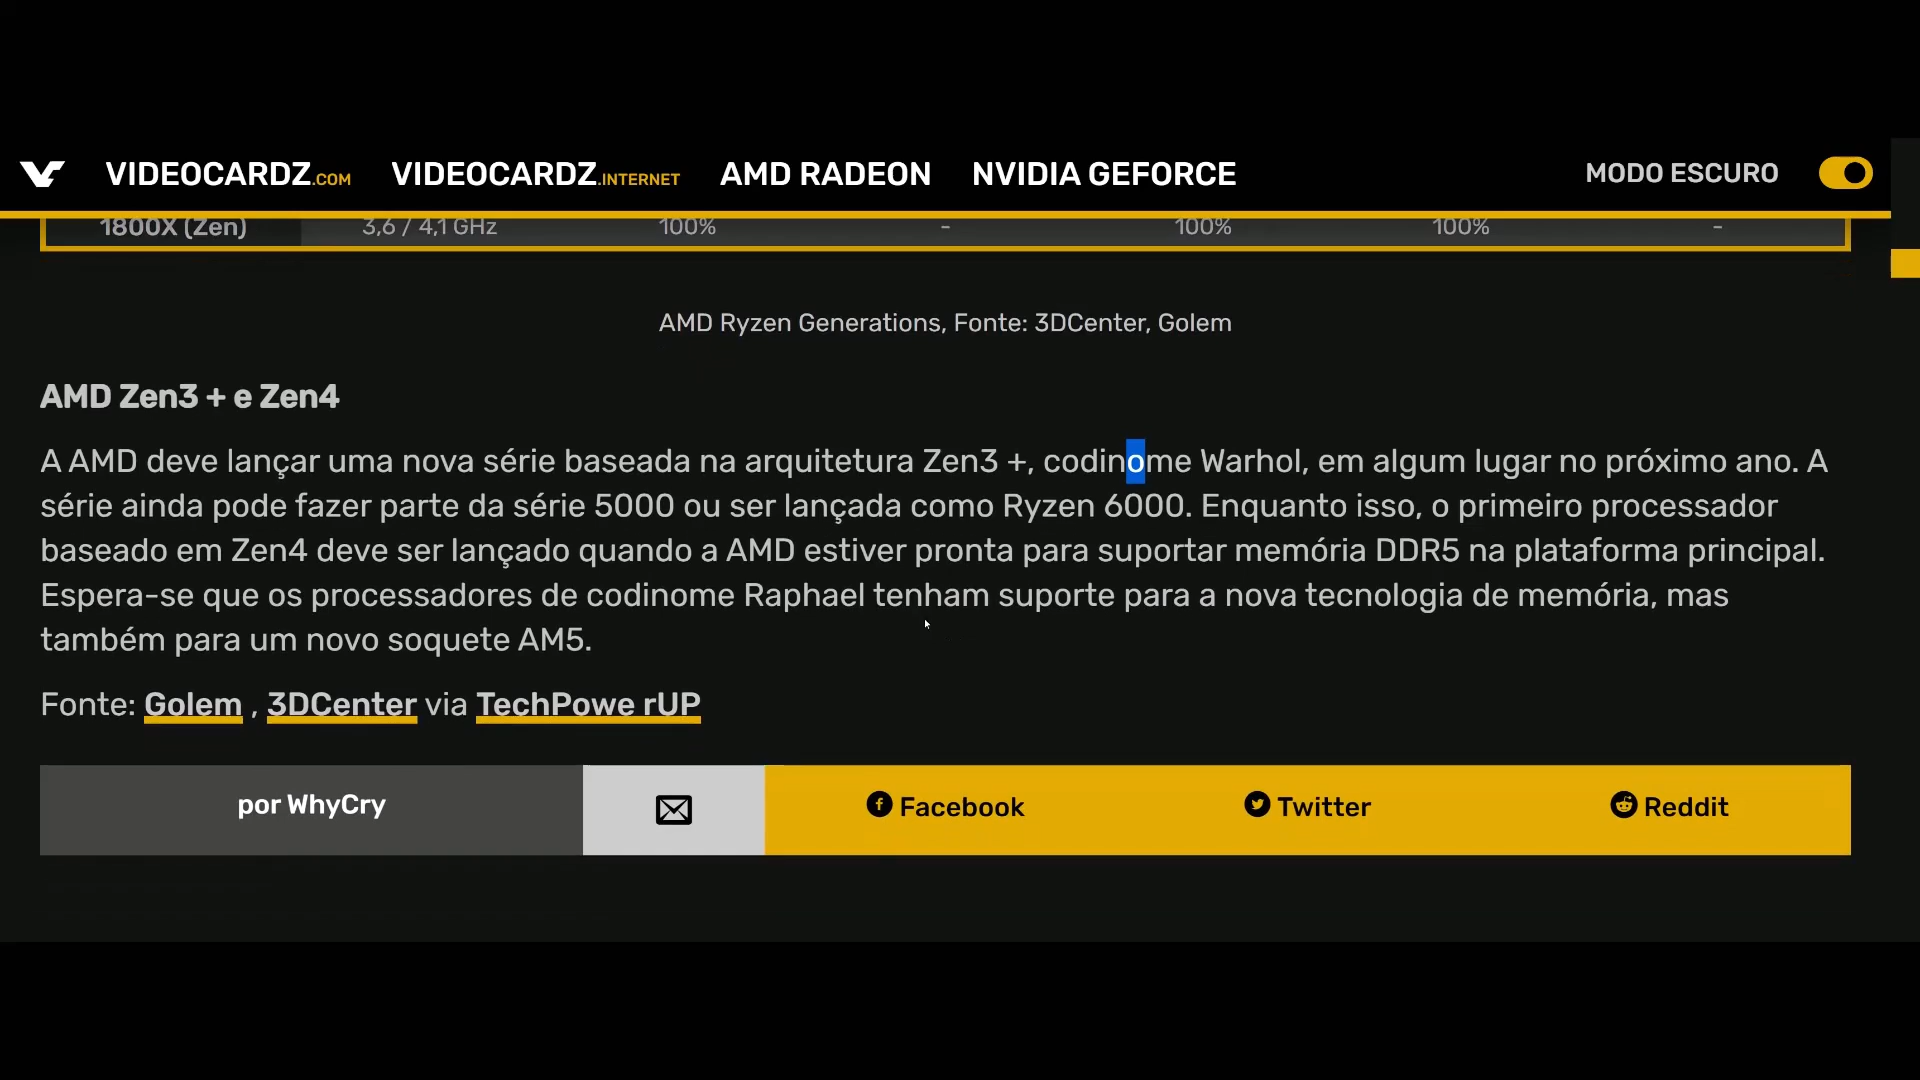 VIDEOCARDZ.COM VIDEOCARDZ.INTERNET AMD RADEON NVIDIA GEFORCE MODO ESCURO
1800X (Zen) 3,6 / 4,1 GHz 100% - 100% 100% -
AMD Ryzen Generations, Fonte: 3DCenter, Golem
AMD Zen3 + e Zen4
A AMD deve lançar uma nova série baseada na arquitetura Zen3 +, codinome Warhol, em algum lugar no próximo ano. A
série ainda pode fazer parte da série 5000 ou ser lançada como Ryzen 6000. Enquanto isso, o primeiro processador
baseado em Zen4 deve ser lançado quando a AMD estiver pronta para suportar memória DDR5 na plataforma principal.
Espera-se que os processadores de codinome Raphael tenham suporte para a nova tecnologia de memória, mas
também para um novo soquete AM5.
Fonte: Golem , 3DCenter via TechPowe rUP
por WhyCry Facebook Twitter Reddit